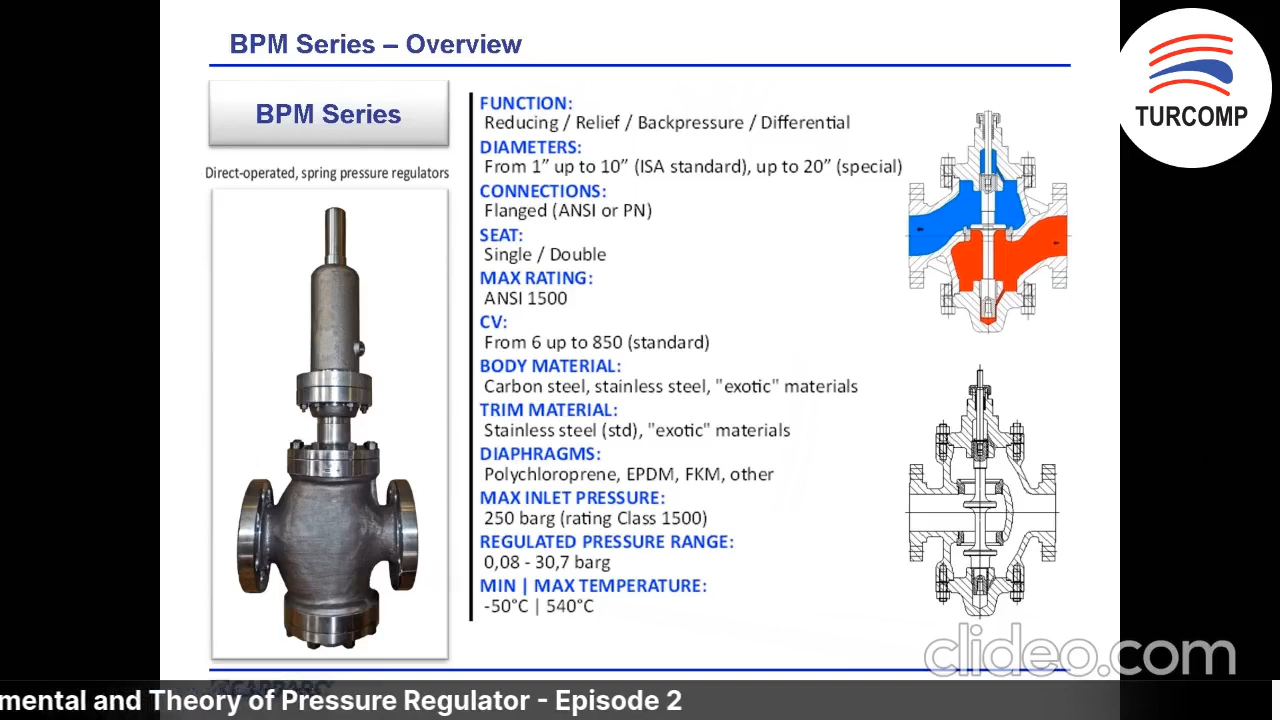 BPM Series – Overview
TURCOMP
BPM Series
Direct-operated, spring pressure regulators
FUNCTION:
Reducing / Relief / Backpressure / Differential
DIAMETERS:
From 1” up to 10” (ISA standard), up to 20” (special)
CONNECTIONS:
Flanged (ANSI or PN)
SEAT:
Single / Double
MAX RATING:
ANSI 1500
CV:
From 6 up to 850 (standard)
BODY MATERIAL:
Carbon steel, stainless steel, "exotic" materials
TRIM MATERIAL:
Stainless steel (std), "exotic" materials
DIAPHRAGMS:
Polychloroprene, EPDM, FKM, other
MAX INLET PRESSURE:
250 barg (rating Class 1500)
REGULATED PRESSURE RANGE:
0,08 - 30,7 barg
MIN | MAX TEMPERATURE:
-50°C | 540°C
clideo.com
mental and Theory of Pressure Regulator - Episode 2